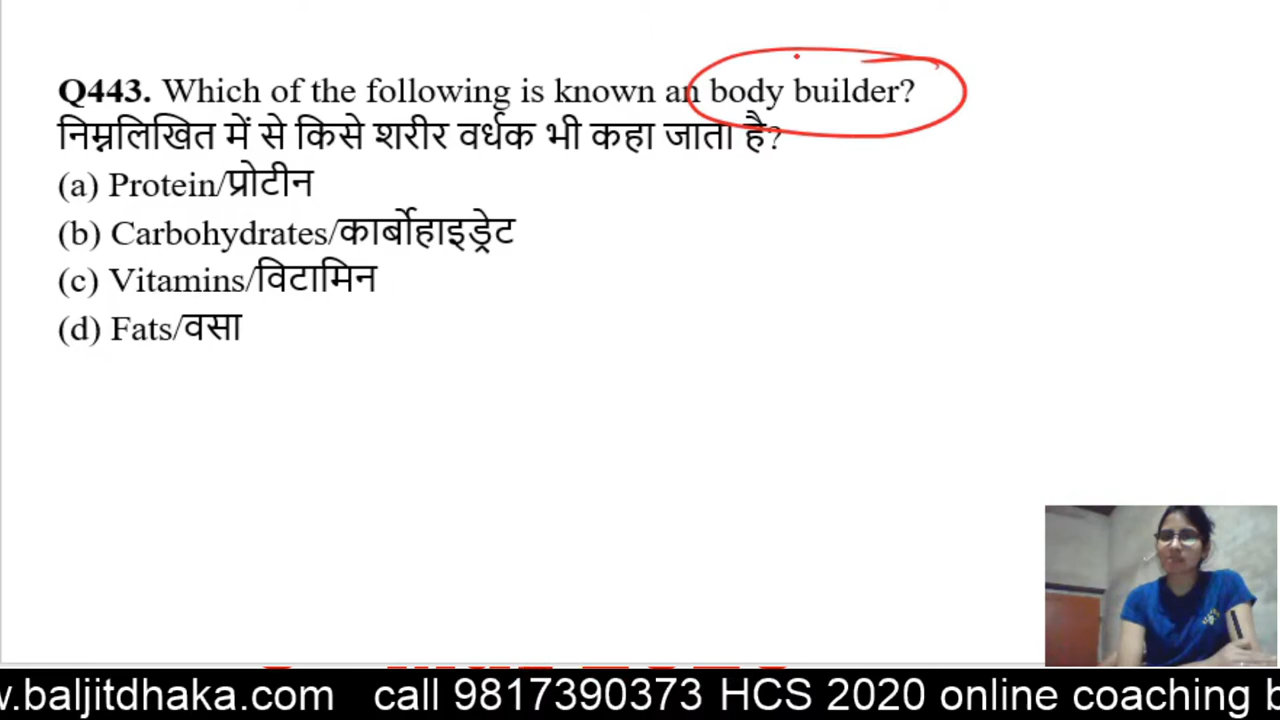 Q443. Which of the following is known an body builder?
निम्नलिखित में से किसे शरीर वर्धक भी कहा जाता है?
(a) Protein/प्रोटीन
(b) Carbohydrates/कार्बोहाइड्रेट
(c) Vitamins/विटामिन
(d) Fats/वसा
w.baljitdhaka.com call 9817390373 HCS 2020 online coaching b